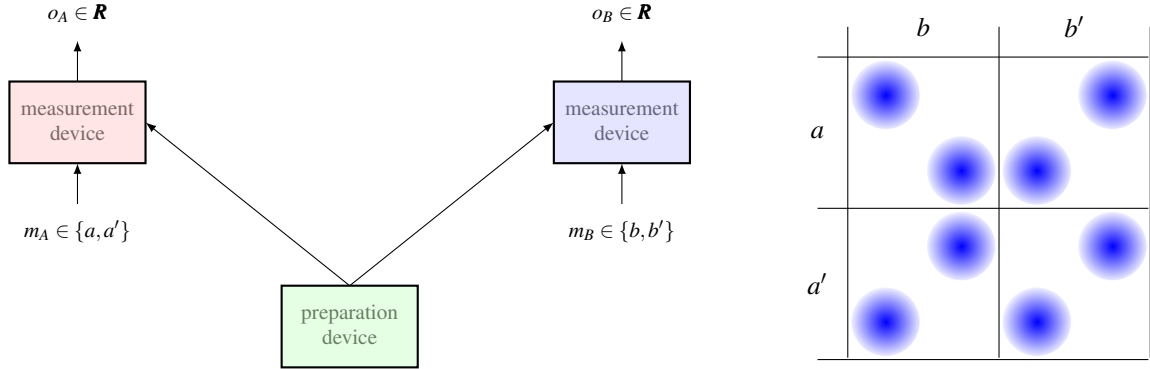 o_A ∈ R
o_B ∈ R
measurement
device
measurement
device
m_A ∈ {a, a′}
m_B ∈ {b, b′}
preparation
device
b
b′
a
a′